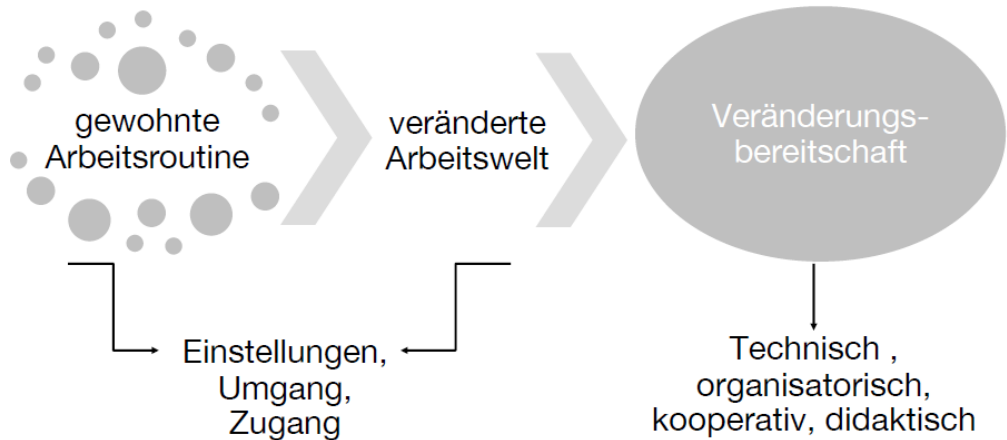 gewohnte
Arbeitsroutine
veränderte
Arbeitswelt
Veränderungs-
bereitschaft
Einstellungen,
Umgang,
Zugang
Technisch ,
organisatorisch,
kooperativ, didaktisch